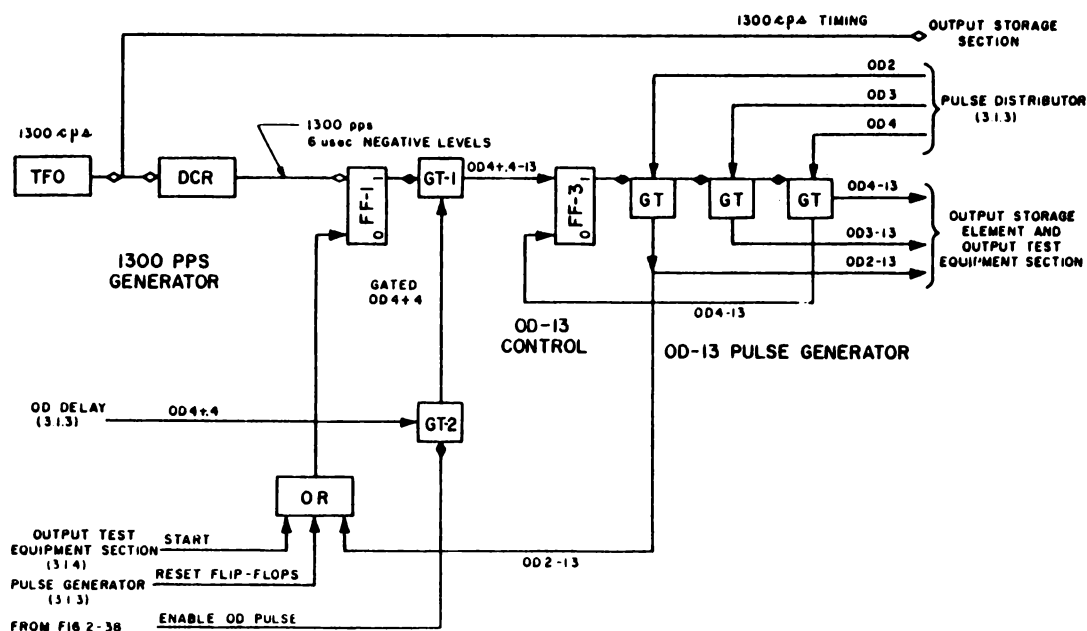 1300 cps TIMING
OUTPUT STORAGE
SECTION
OD2
OD3
OD4
PULSE DISTRIBUTOR
(3.1.3)
1300 cps
1300 pps
6 usec NEGATIVE LEVELS
TFO
DCR
FF-1
1
0
GT-1
OD4+.4-13
FF-3
1
0
GT
GT
GT
OD4-13
OD3-13
OD2-13
OUTPUT STORAGE
ELEMENT AND
OUTPUT TEST
EQUIPMENT SECTION
1300 PPS
GENERATOR
GATED
OD4+4
OD4-13
OD-13
CONTROL
OD-13 PULSE GENERATOR
OD DELAY
(3.1.3)
OD4+.4
GT-2
OR
OUTPUT TEST
EQUIPMENT SECTION
(3.1.4)
START
OD2-13
PULSE GENERATOR
(3.1.3)
RESET FLIP-FLOPS
FROM FIG 2-38
ENABLE OD PULSE